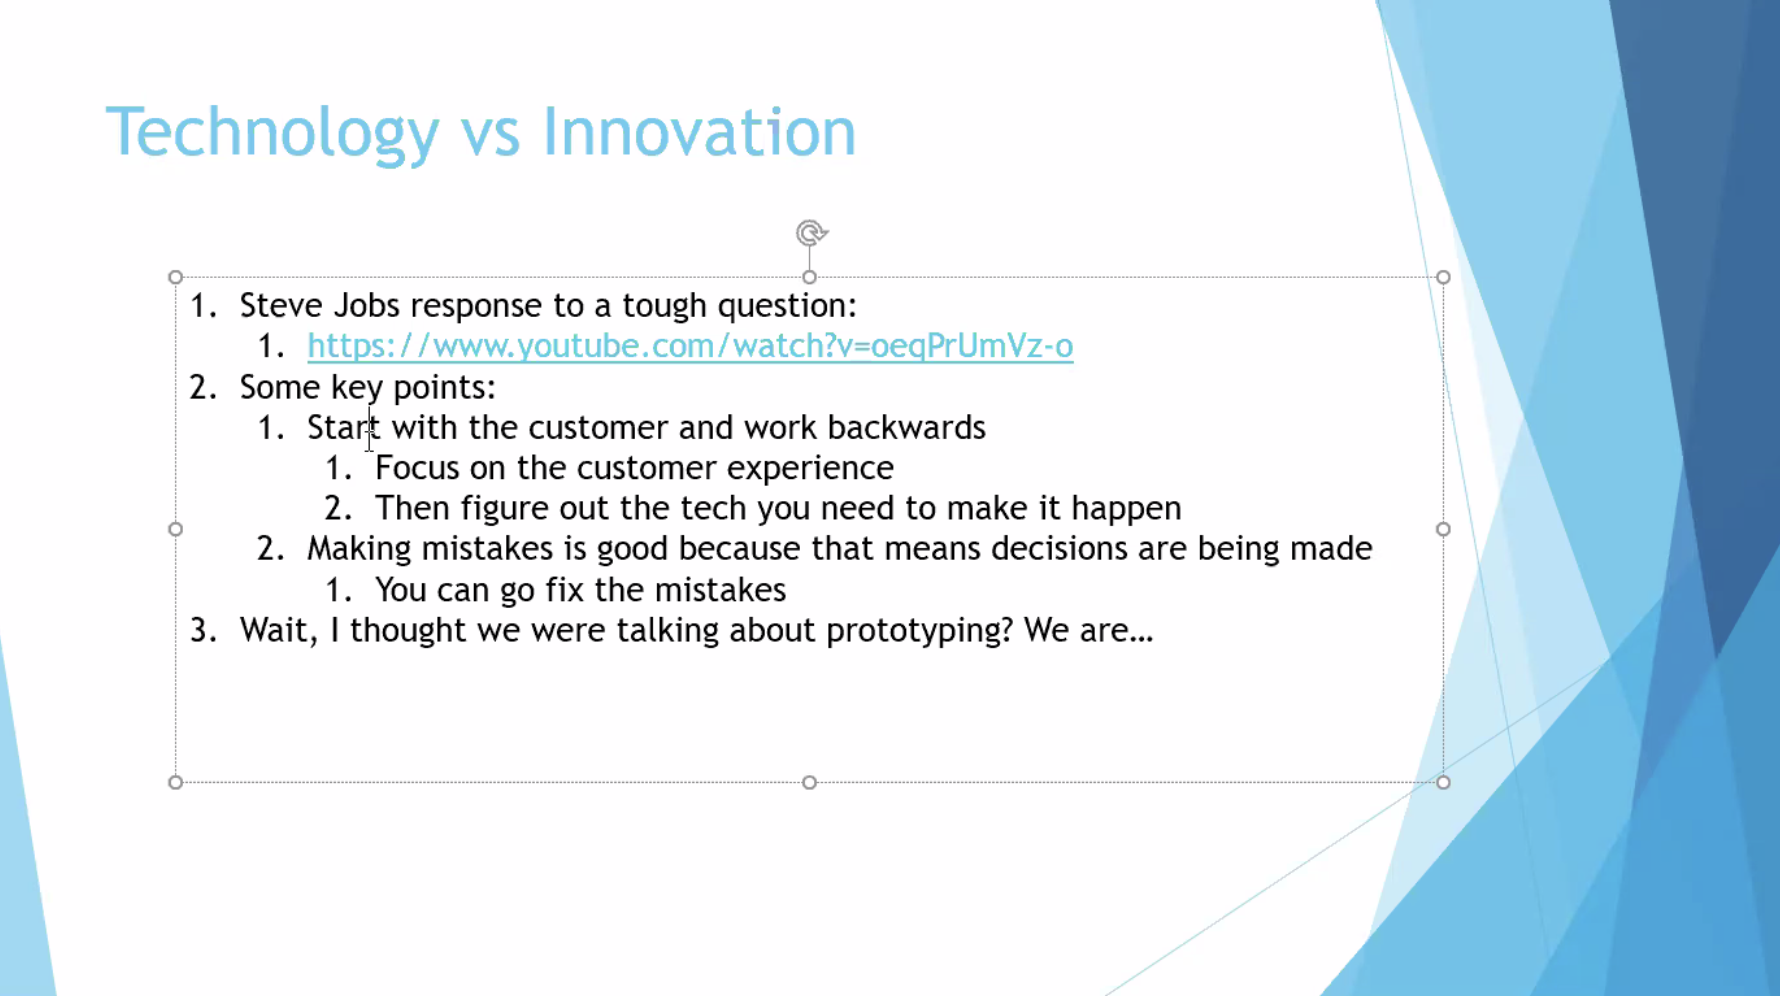 Technology vs Innovation
1. Steve Jobs response to a tough question:
1. https://www.youtube.com/watch?v=oeqPrUmVz-o
2. Some key points:
1. Start with the customer and work backwards
1. Focus on the customer experience
2. Then figure out the tech you need to make it happen
2. Making mistakes is good because that means decisions are being made
1. You can go fix the mistakes
3. Wait, I thought we were talking about prototyping? We are…